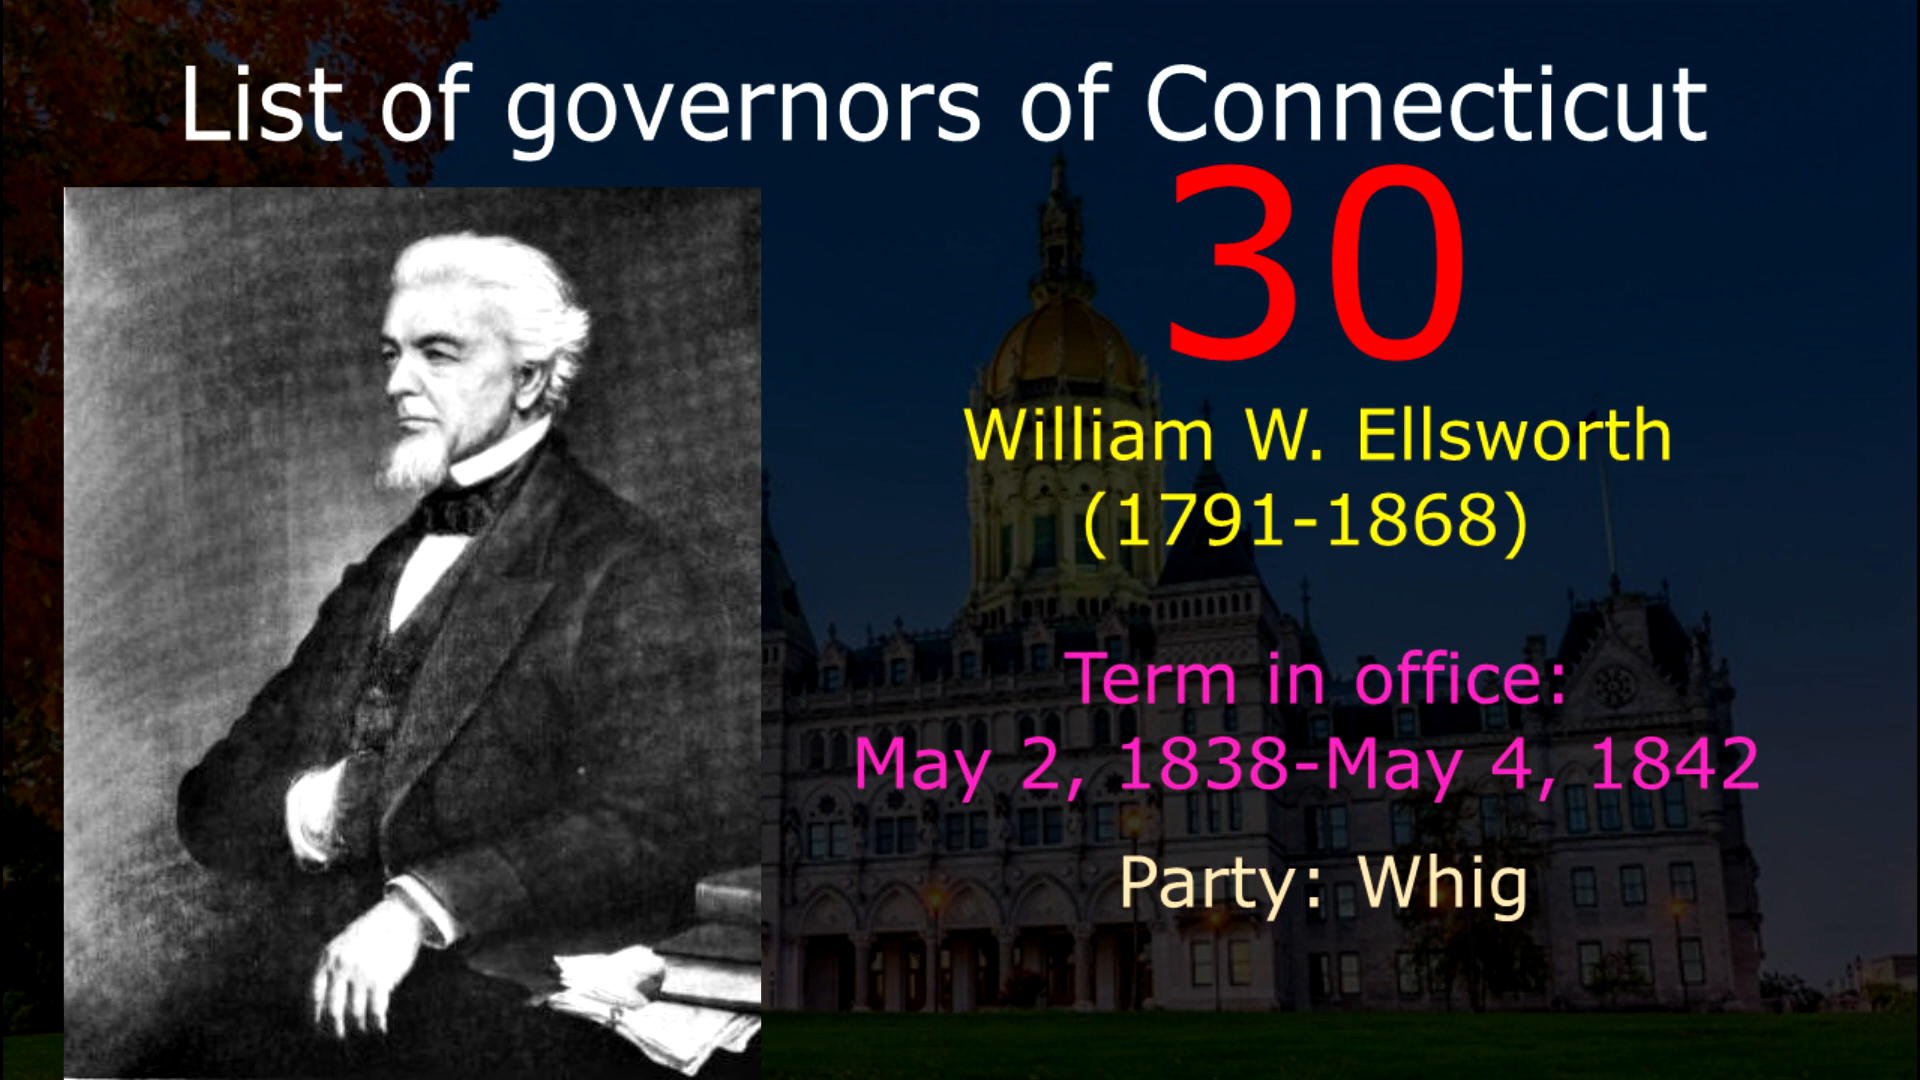 List of governors of Connecticut
30
William W. Ellsworth
(1791-1868)
Term in office:
May 2, 1838-May 4, 1842
Party: Whig